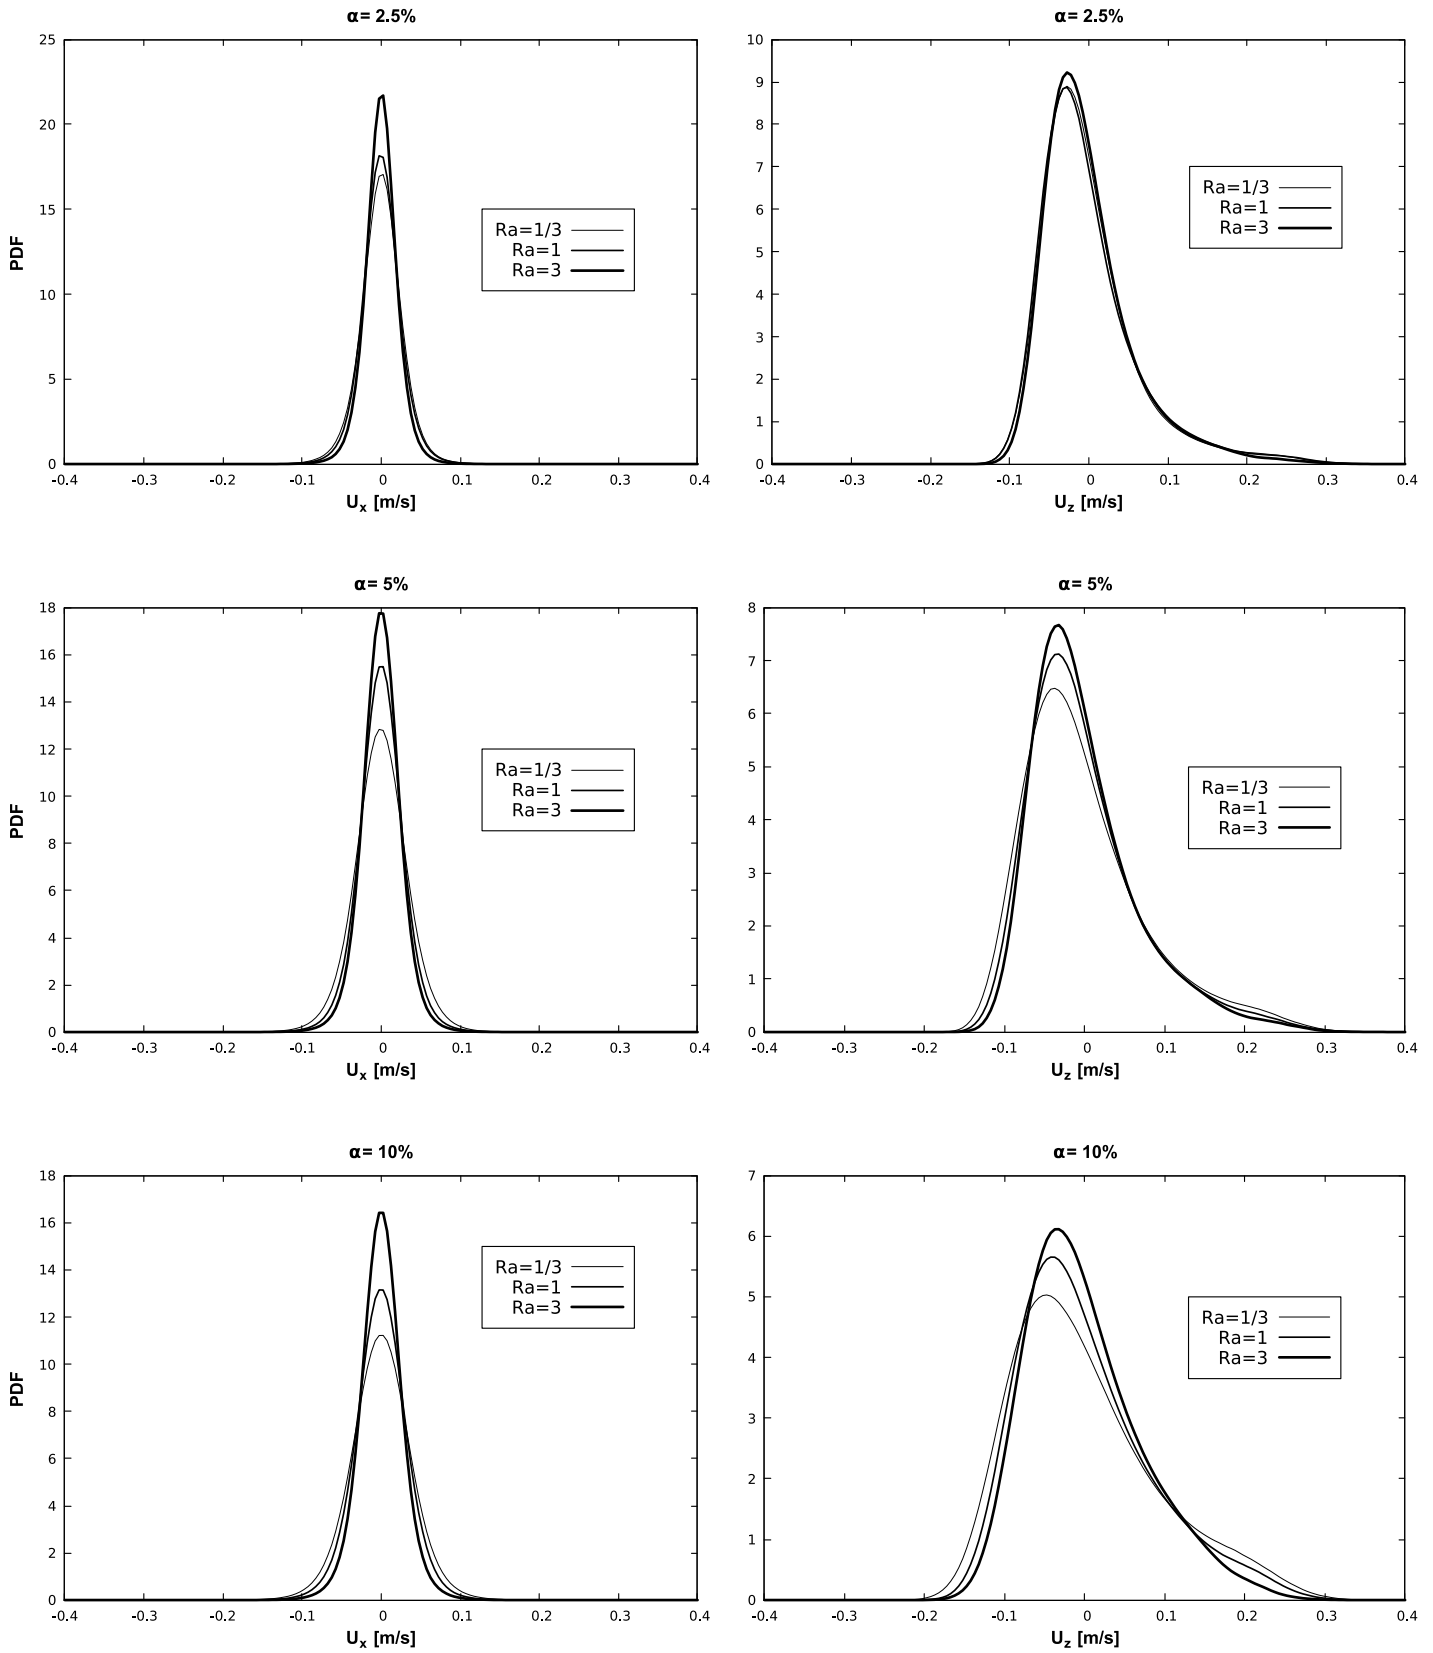 α= 2.5%
25
20
15
10
5
0
PDF
Ra=1/3
Ra=1
Ra=3
-0.4 -0.3 -0.2 -0.1 0 0.1 0.2 0.3 0.4
Ux [m/s]
α= 2.5%
10
9
8
7
6
5
4
3
2
1
0
Ra=1/3
Ra=1
Ra=3
-0.4 -0.3 -0.2 -0.1 0 0.1 0.2 0.3 0.4
Uz [m/s]
α= 5%
18
16
14
12
10
8
6
4
2
0
PDF
Ra=1/3
Ra=1
Ra=3
-0.4 -0.3 -0.2 -0.1 0 0.1 0.2 0.3 0.4
Ux [m/s]
α= 5%
8
7
6
5
4
3
2
1
0
Ra=1/3
Ra=1
Ra=3
-0.4 -0.3 -0.2 -0.1 0 0.1 0.2 0.3 0.4
Uz [m/s]
α= 10%
18
16
14
12
10
8
6
4
2
0
PDF
Ra=1/3
Ra=1
Ra=3
-0.4 -0.3 -0.2 -0.1 0 0.1 0.2 0.3 0.4
Ux [m/s]
α= 10%
7
6
5
4
3
2
1
0
Ra=1/3
Ra=1
Ra=3
-0.4 -0.3 -0.2 -0.1 0 0.1 0.2 0.3 0.4
Uz [m/s]